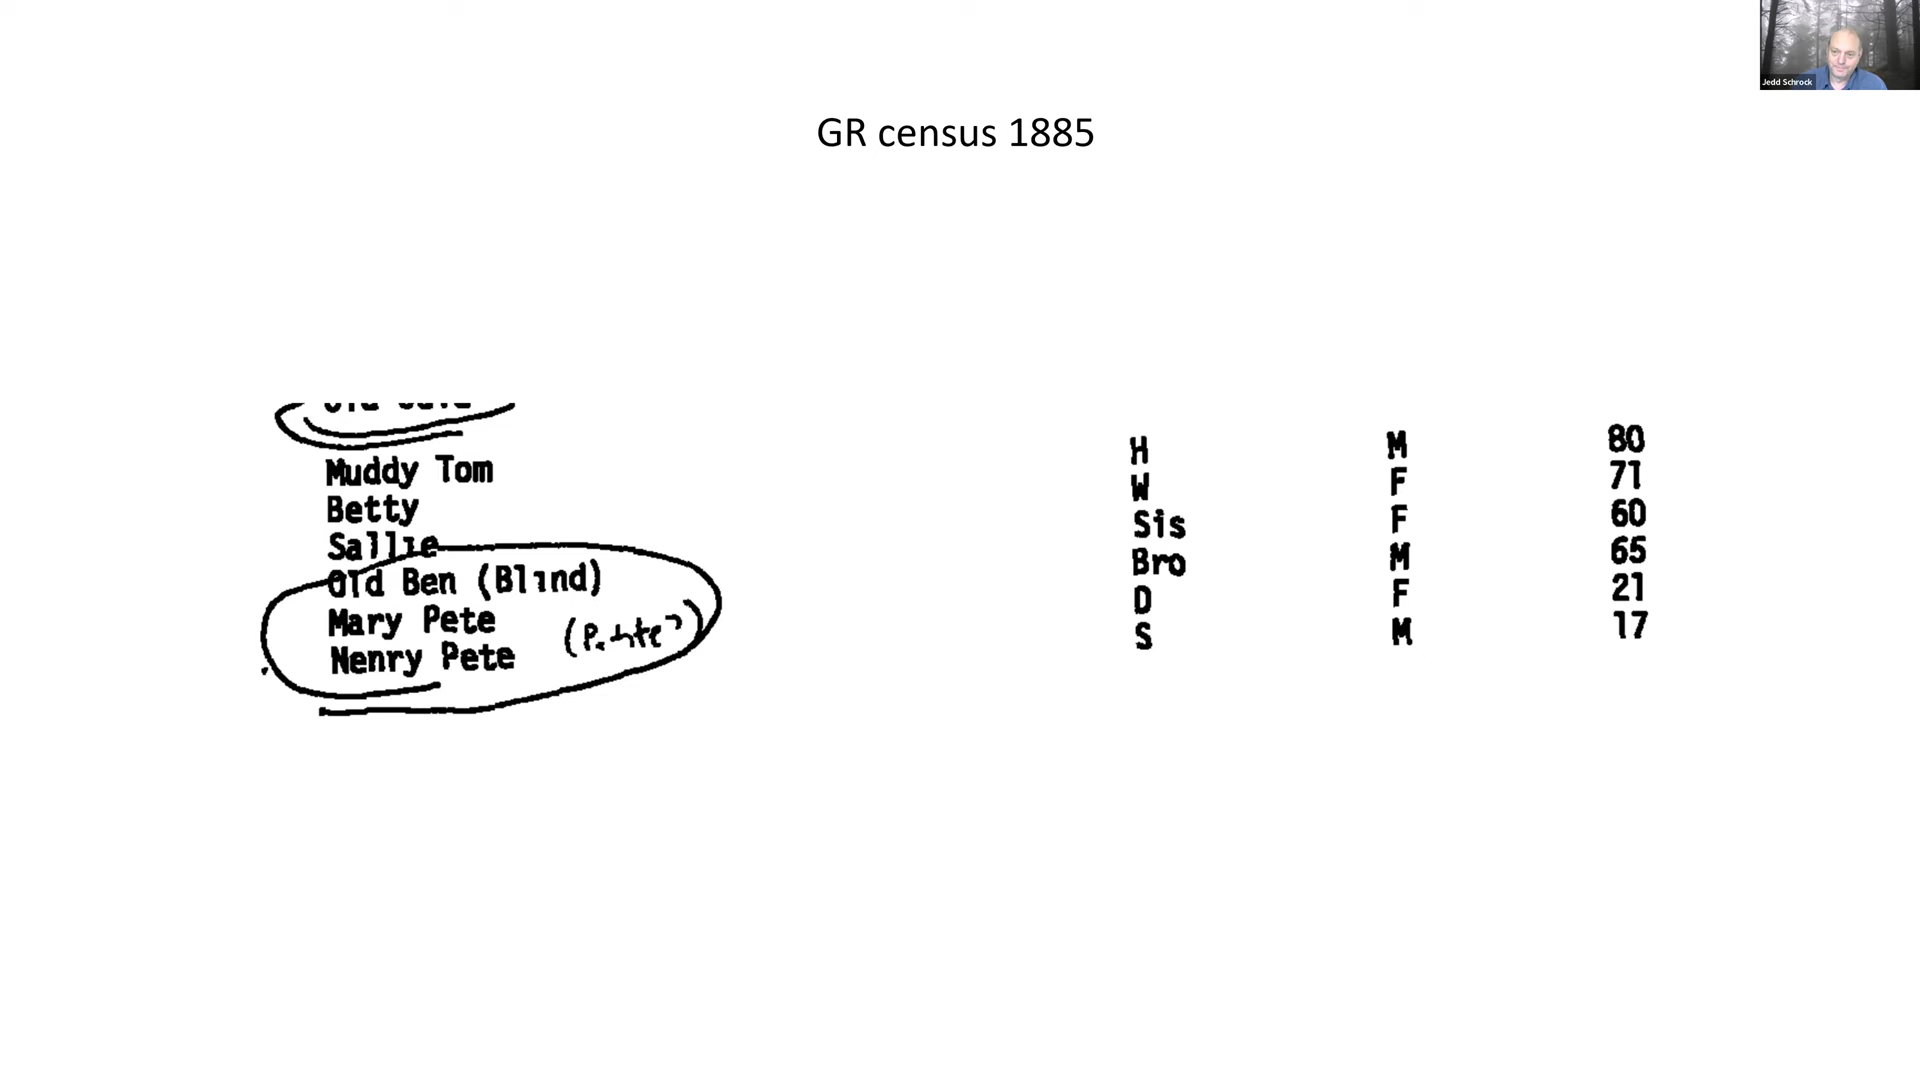 Jedd Schrock
GR census 1885
Muddy Tom H M 80
Betty W F 71
Sallie Sis F 60
Old Ben (Blind) Bro M 65
Mary Pete D F 21
Nenry Pete S M 17